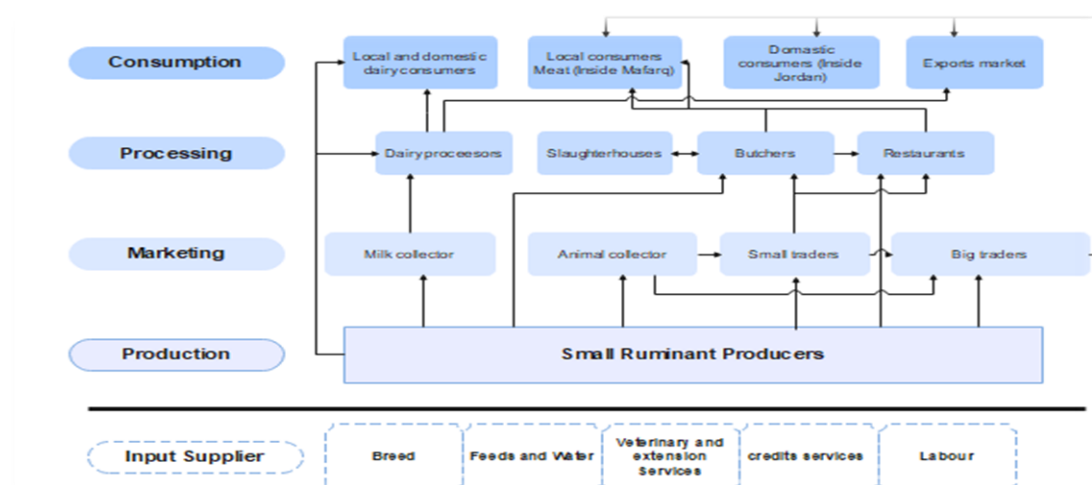 Consumption
Local and domestic
dairy consumers
Local consumers
Meat (Inside Mafarq)
Domastic
consumers (Inside
Jordan)
Exports market
Processing
Dairy proceesors
Slaughterhouses
Butchers
Restaurants
Marketing
Milk collector
Animal collector
Small traders
Big traders
Production
Small Ruminant Producers
Input Supplier
Breed
Feeds and Water
Veterinary and
extension
Services
credits services
Labour